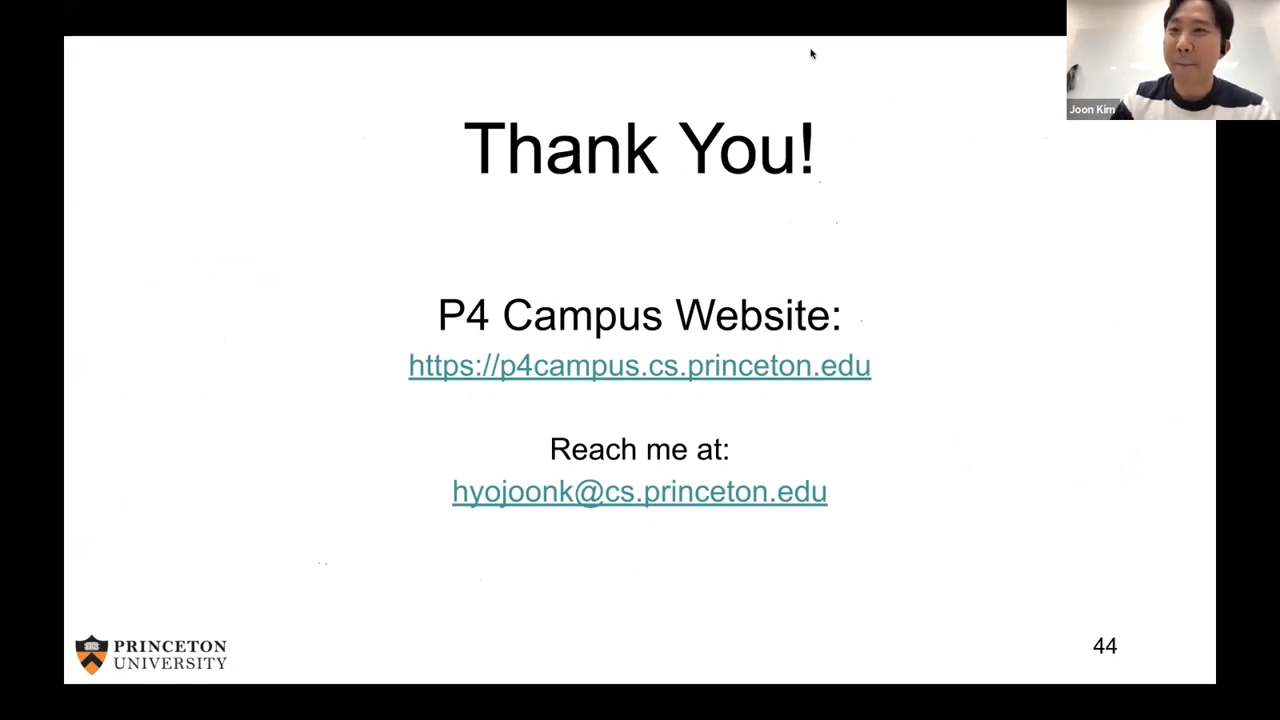 Joon Kim
Thank You!
P4 Campus Website:
https://p4campus.cs.princeton.edu
Reach me at:
hyojoonk@cs.princeton.edu
PRINCETON
UNIVERSITY
44